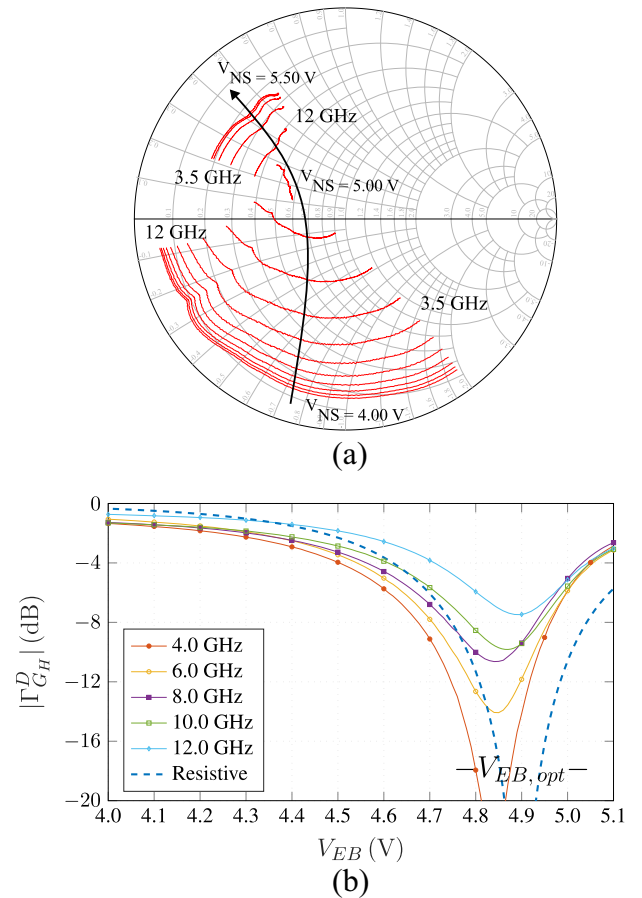 V_NS = 5.50 V
12 GHz
3.5 GHz
V_NS = 5.00 V
12 GHz
3.5 GHz
V_NS = 4.00 V
(a)
0
−4
−8
−12
−16
−20
|Γ^D_{G_H}| (dB)
4.0 GHz
6.0 GHz
8.0 GHz
10.0 GHz
12.0 GHz
Resistive
V_{EB,opt}
4.0 4.1 4.2 4.3 4.4 4.5 4.6 4.7 4.8 4.9 5.0 5.1
V_{EB} (V)
(b)